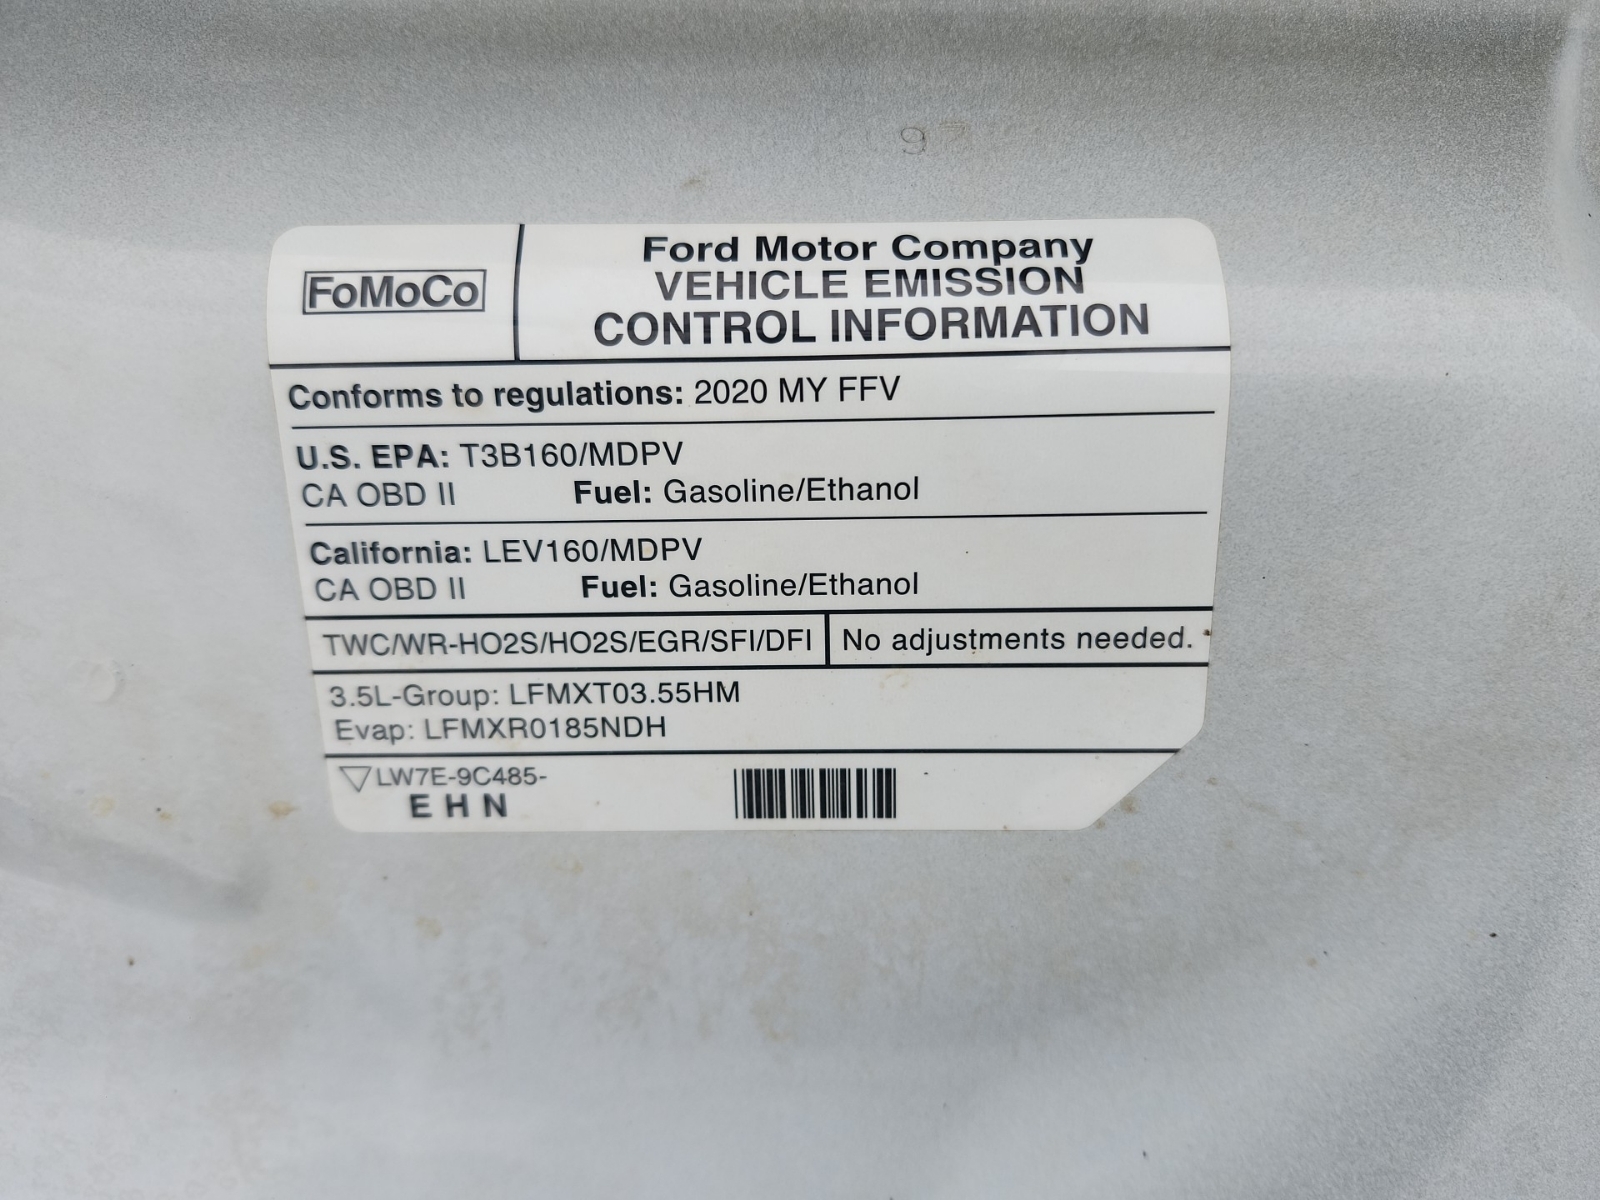 97
FoMoCo
Ford Motor Company
VEHICLE EMISSION
CONTROL INFORMATION
Conforms to regulations: 2020 MY FFV
U.S. EPA: T3B160/MDPV
CA OBD II Fuel: Gasoline/Ethanol
California: LEV160/MDPV
CA OBD II Fuel: Gasoline/Ethanol
TWC/WR-HO2S/HO2S/EGR/SFI/DFI No adjustments needed.
3.5L-Group: LFMXT03.55HM
Evap: LFMXR0185NDH
LW7E-9C485-
E H N